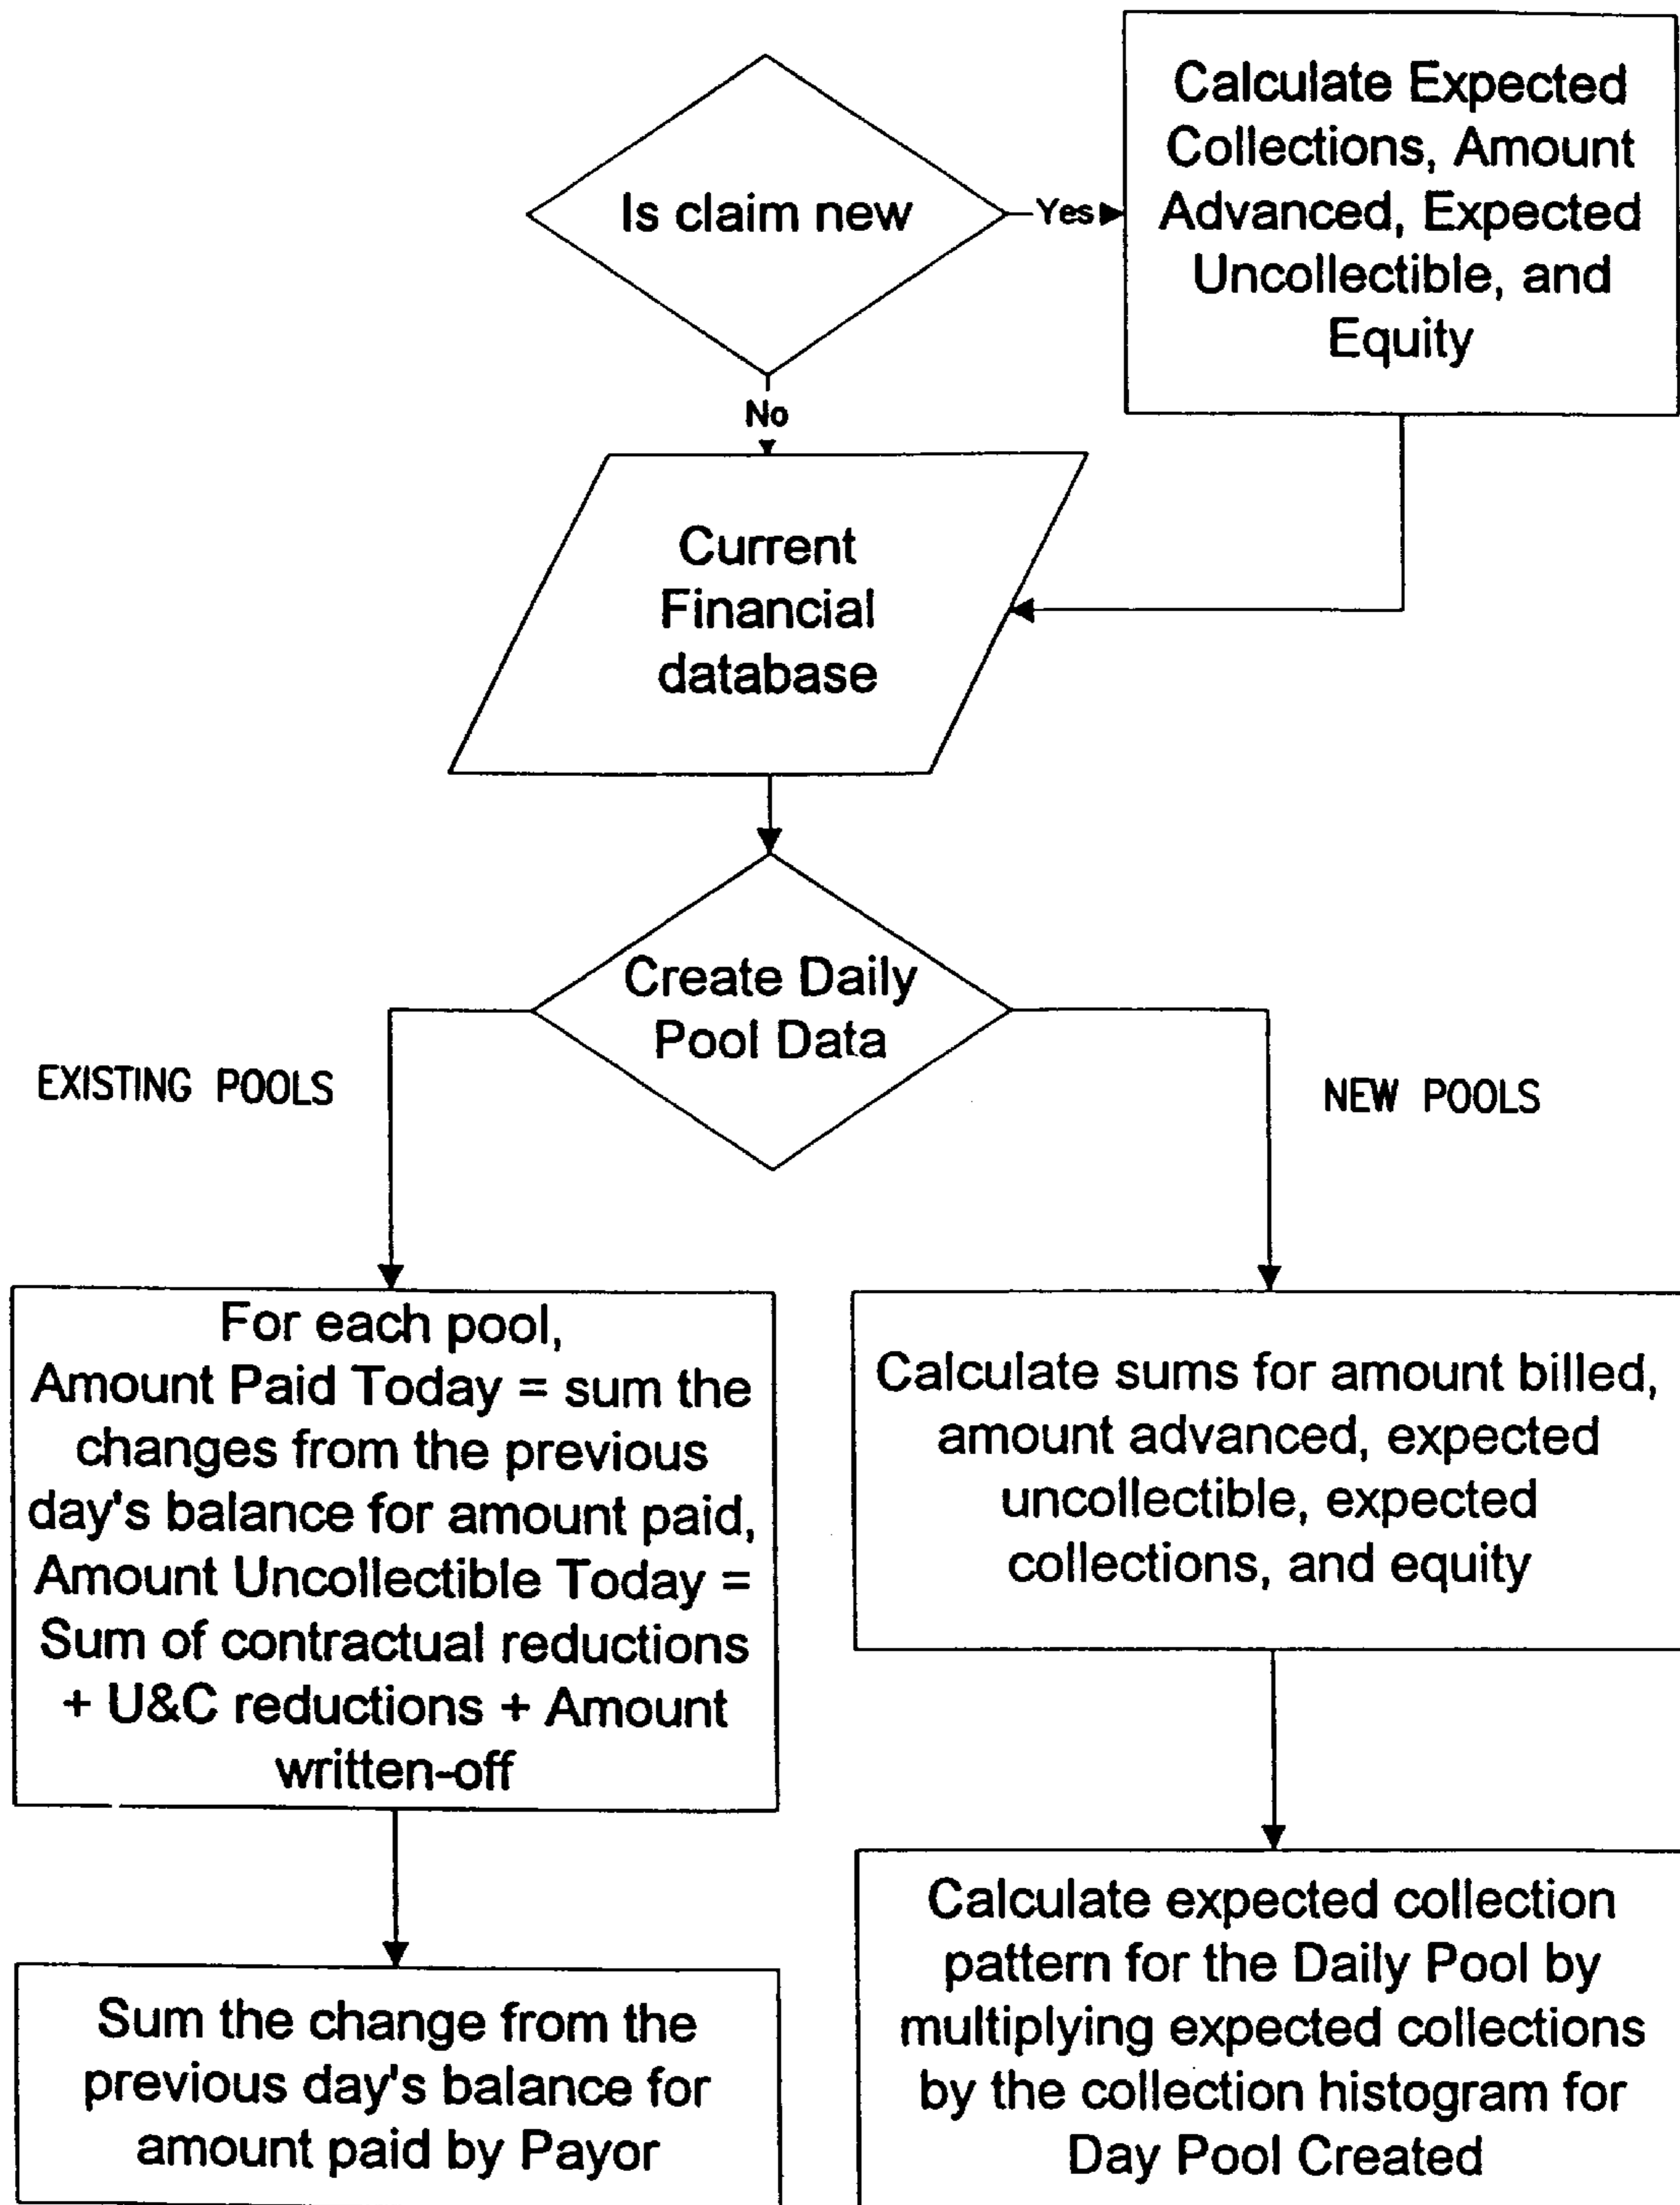 Is claim new
Yes
Calculate Expected
Collections, Amount
Advanced, Expected
Uncollectible, and
Equity
No
Current
Financial
database
Create Daily
Pool Data
EXISTING POOLS
NEW POOLS
For each pool,
Amount Paid Today = sum the
changes from the previous
day's balance for amount paid,
Amount Uncollectible Today =
Sum of contractual reductions
+ U&C reductions + Amount
written-off
Calculate sums for amount billed,
amount advanced, expected
uncollectible, expected
collections, and equity
Sum the change from the
previous day's balance for
amount paid by Payor
Calculate expected collection
pattern for the Daily Pool by
multiplying expected collections
by the collection histogram for
Day Pool Created